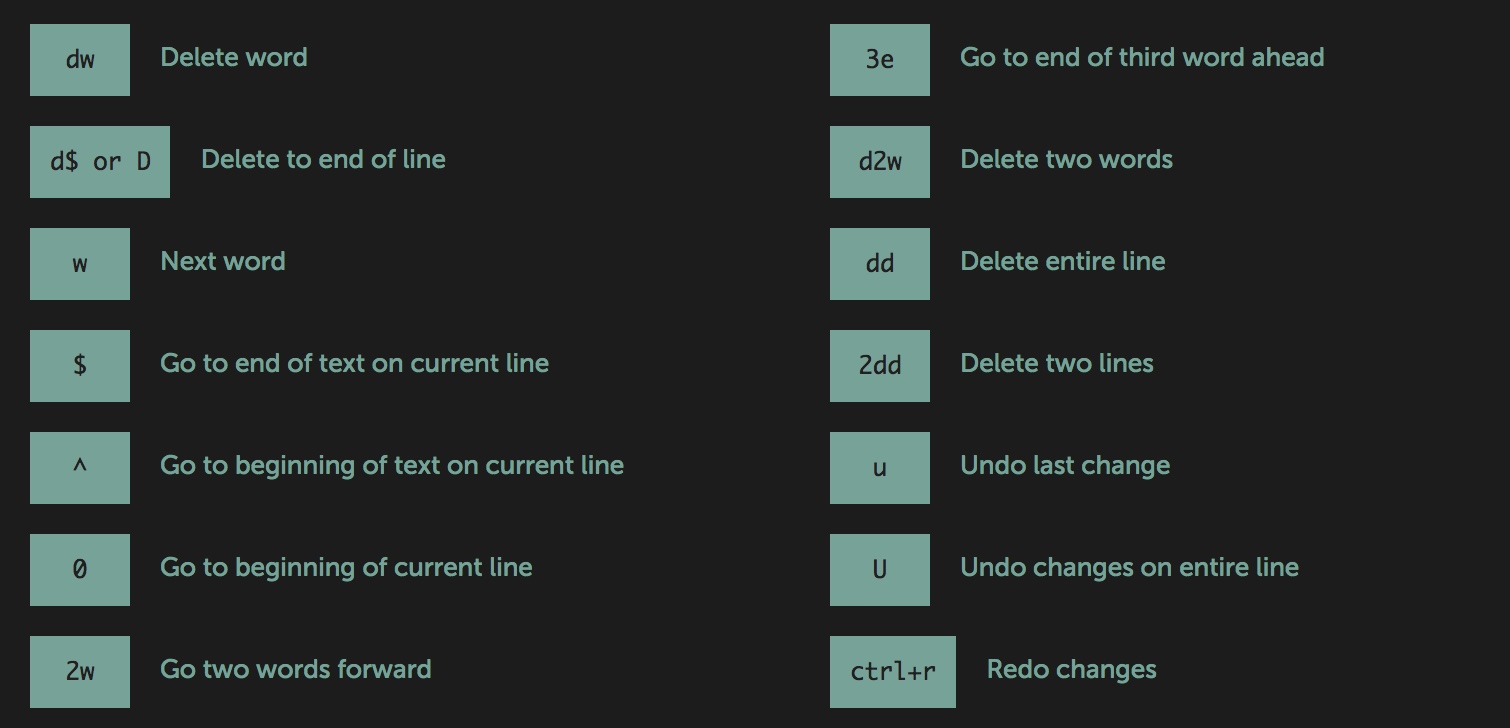 dw Delete word
d$ or D Delete to end of line
w Next word
$ Go to end of text on current line
^ Go to beginning of text on current line
0 Go to beginning of current line
2w Go two words forward
3e Go to end of third word ahead
d2w Delete two words
dd Delete entire line
2dd Delete two lines
u Undo last change
U Undo changes on entire line
ctrl+r Redo changes